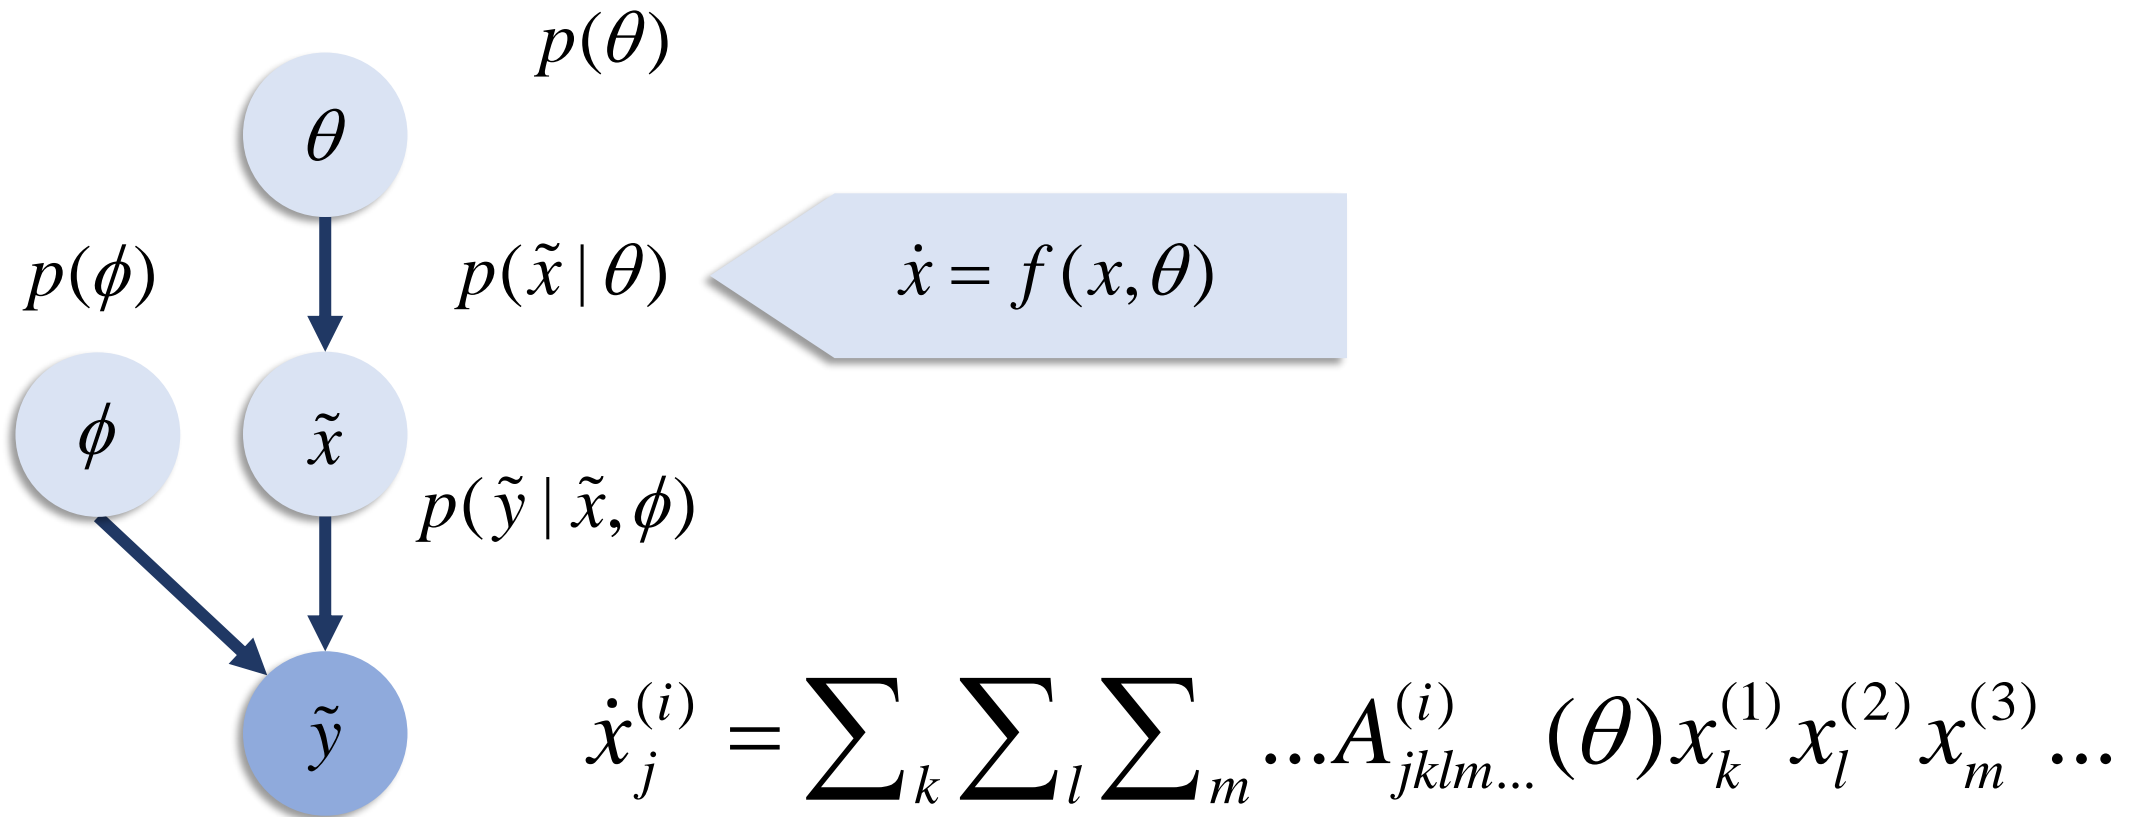 p(θ)
θ
p(ϕ)
p(x̃ | θ)
ẋ = f(x, θ)
ϕ
x̃
p(ỹ | x̃, ϕ)
ỹ
ẋ_j^(i) = ∑_k ∑_l ∑_m ...A_jklm...^(i) (θ) x_k^(1) x_l^(2) x_m^(3) ...